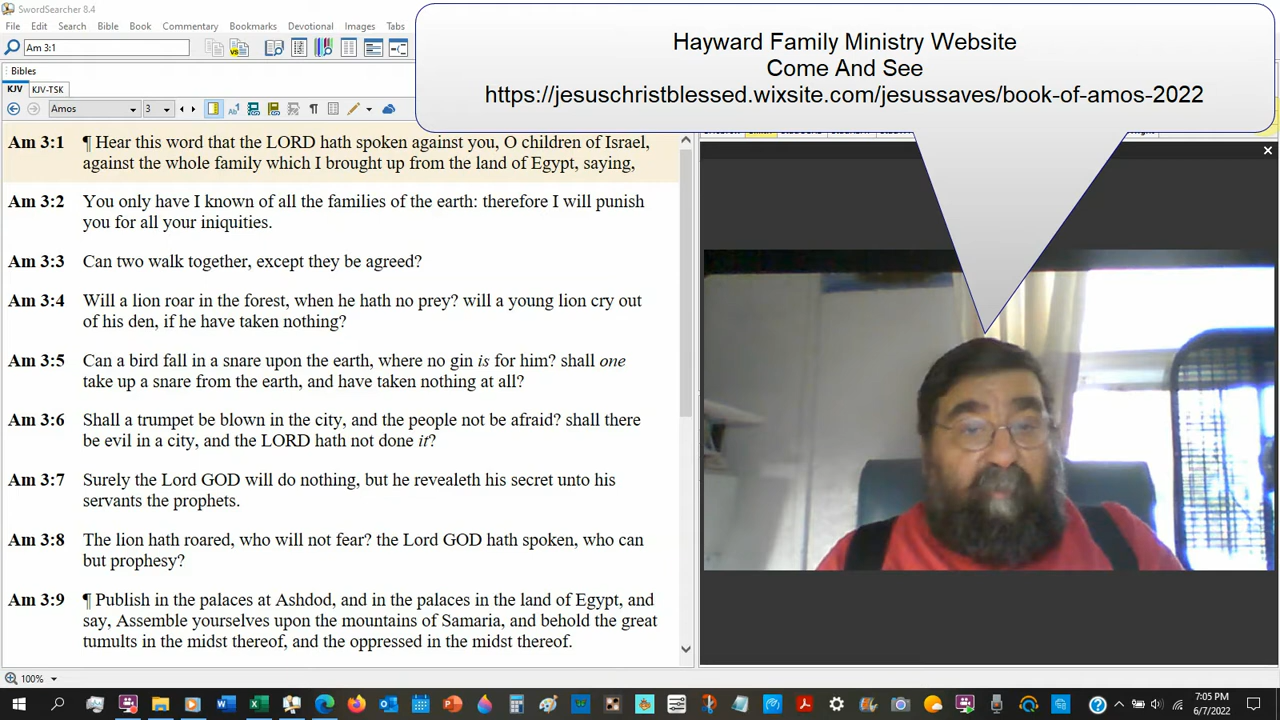 SwordSearcher 8.4
File Edit Search Bible Book Commentary Bookmarks Devotional Images Tabs
Am 3:1
Hayward Family Ministry Website
Come And See
https://jesuschristblessed.wixsite.com/jesussaves/book-of-amos-2022
Bibles
KJV KJV-TSK
Amos 3
Am 3:1 ¶ Hear this word that the LORD hath spoken against you, O children of Israel,
against the whole family which I brought up from the land of Egypt, saying,
Am 3:2 You only have I known of all the families of the earth: therefore I will punish
you for all your iniquities.
Am 3:3 Can two walk together, except they be agreed?
Am 3:4 Will a lion roar in the forest, when he hath no prey? will a young lion cry out
of his den, if he have taken nothing?
Am 3:5 Can a bird fall in a snare upon the earth, where no gin is for him? shall one
take up a snare from the earth, and have taken nothing at all?
Am 3:6 Shall a trumpet be blown in the city, and the people not be afraid? shall there
be evil in a city, and the LORD hath not done it?
Am 3:7 Surely the Lord GOD will do nothing, but he revealeth his secret unto his
servants the prophets.
Am 3:8 The lion hath roared, who will not fear? the Lord GOD hath spoken, who can
but prophesy?
Am 3:9 ¶ Publish in the palaces at Ashdod, and in the palaces in the land of Egypt, and
say, Assemble yourselves upon the mountains of Samaria, and behold the great
tumults in the midst thereof, and the oppressed in the midst thereof.
100%
7:05 PM
6/7/2022